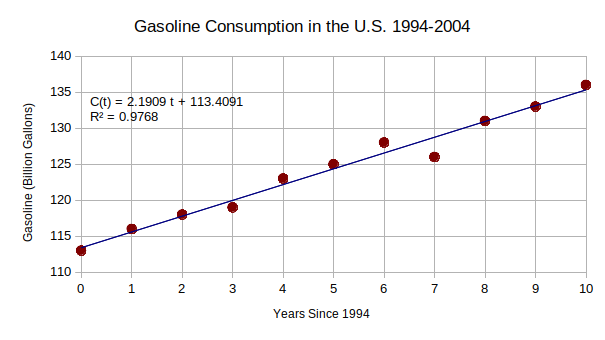 Gasoline Consumption in the U.S. 1994-2004
140
135
130
125
120
115
110
C(t) = 2.1909 t + 113.4091
R² = 0.9768
Gasoline (Billion Gallons)
0 1 2 3 4 5 6 7 8 9 10
Years Since 1994